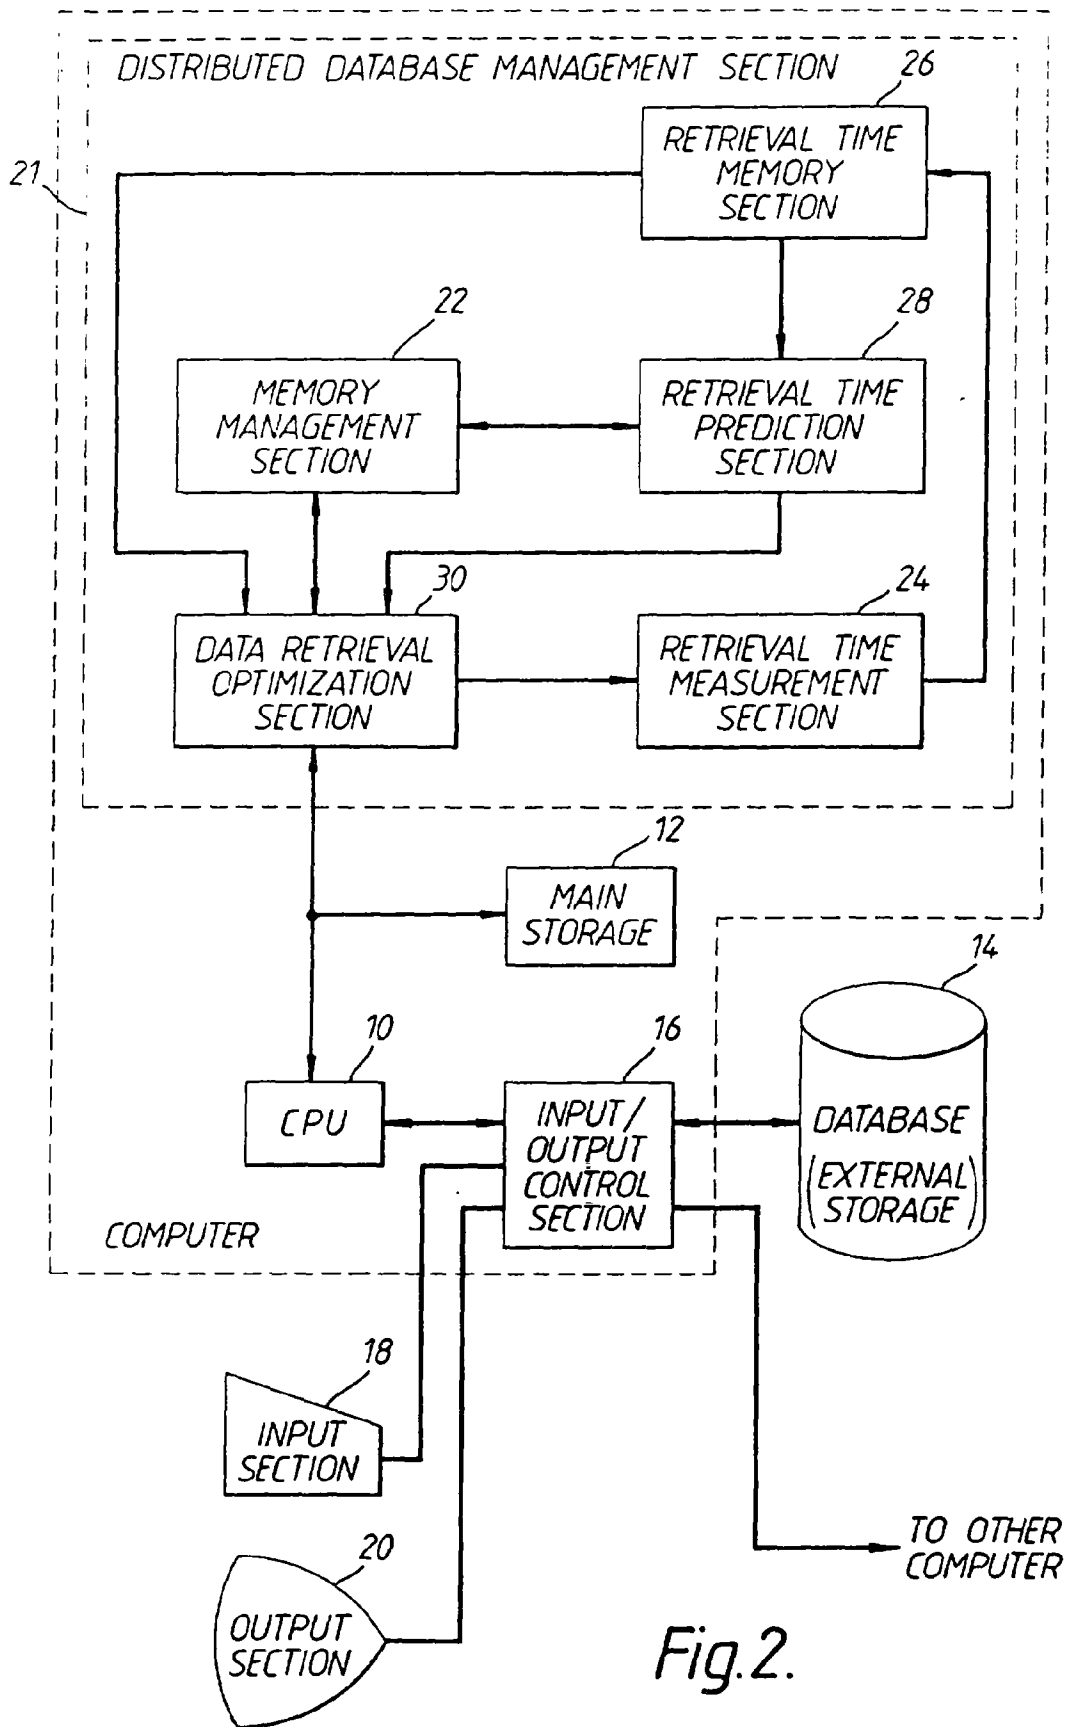 DISTRIBUTED DATABASE MANAGEMENT SECTION
26
RETRIEVAL TIME
MEMORY
SECTION
21
22
MEMORY
MANAGEMENT
SECTION
28
RETRIEVAL TIME
PREDICTION
SECTION
30
DATA RETRIEVAL
OPTIMIZATION
SECTION
24
RETRIEVAL TIME
MEASUREMENT
SECTION
12
MAIN
STORAGE
14
DATABASE
(EXTERNAL
STORAGE)
10
CPU
16
INPUT/
OUTPUT
CONTROL
SECTION
COMPUTER
18
INPUT
SECTION
20
OUTPUT
SECTION
TO OTHER
COMPUTER
Fig.2.